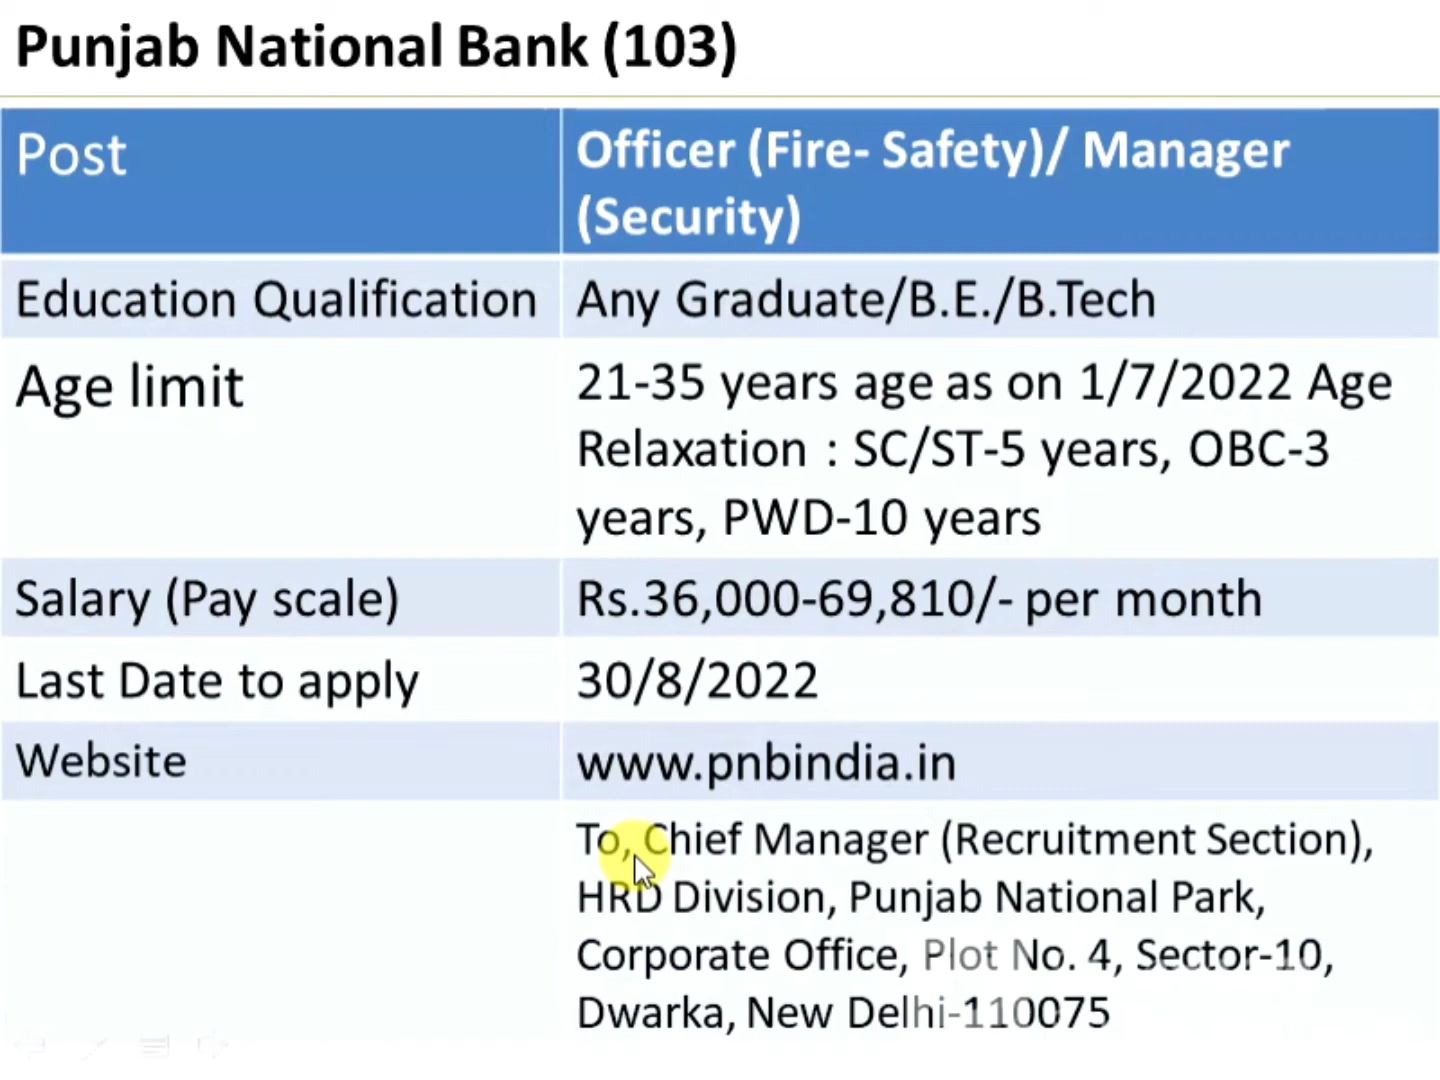 Punjab National Bank (103)
Post
Officer (Fire- Safety)/ Manager
(Security)
Education Qualification
Any Graduate/B.E./B.Tech
Age limit
21-35 years age as on 1/7/2022 Age
Relaxation : SC/ST-5 years, OBC-3
years, PWD-10 years
Salary (Pay scale)
Rs.36,000-69,810/- per month
Last Date to apply
30/8/2022
Website
www.pnbindia.in
To, Chief Manager (Recruitment Section),
HRD Division, Punjab National Park,
Corporate Office, Plot No. 4, Sector-10,
Dwarka, New Delhi-110075